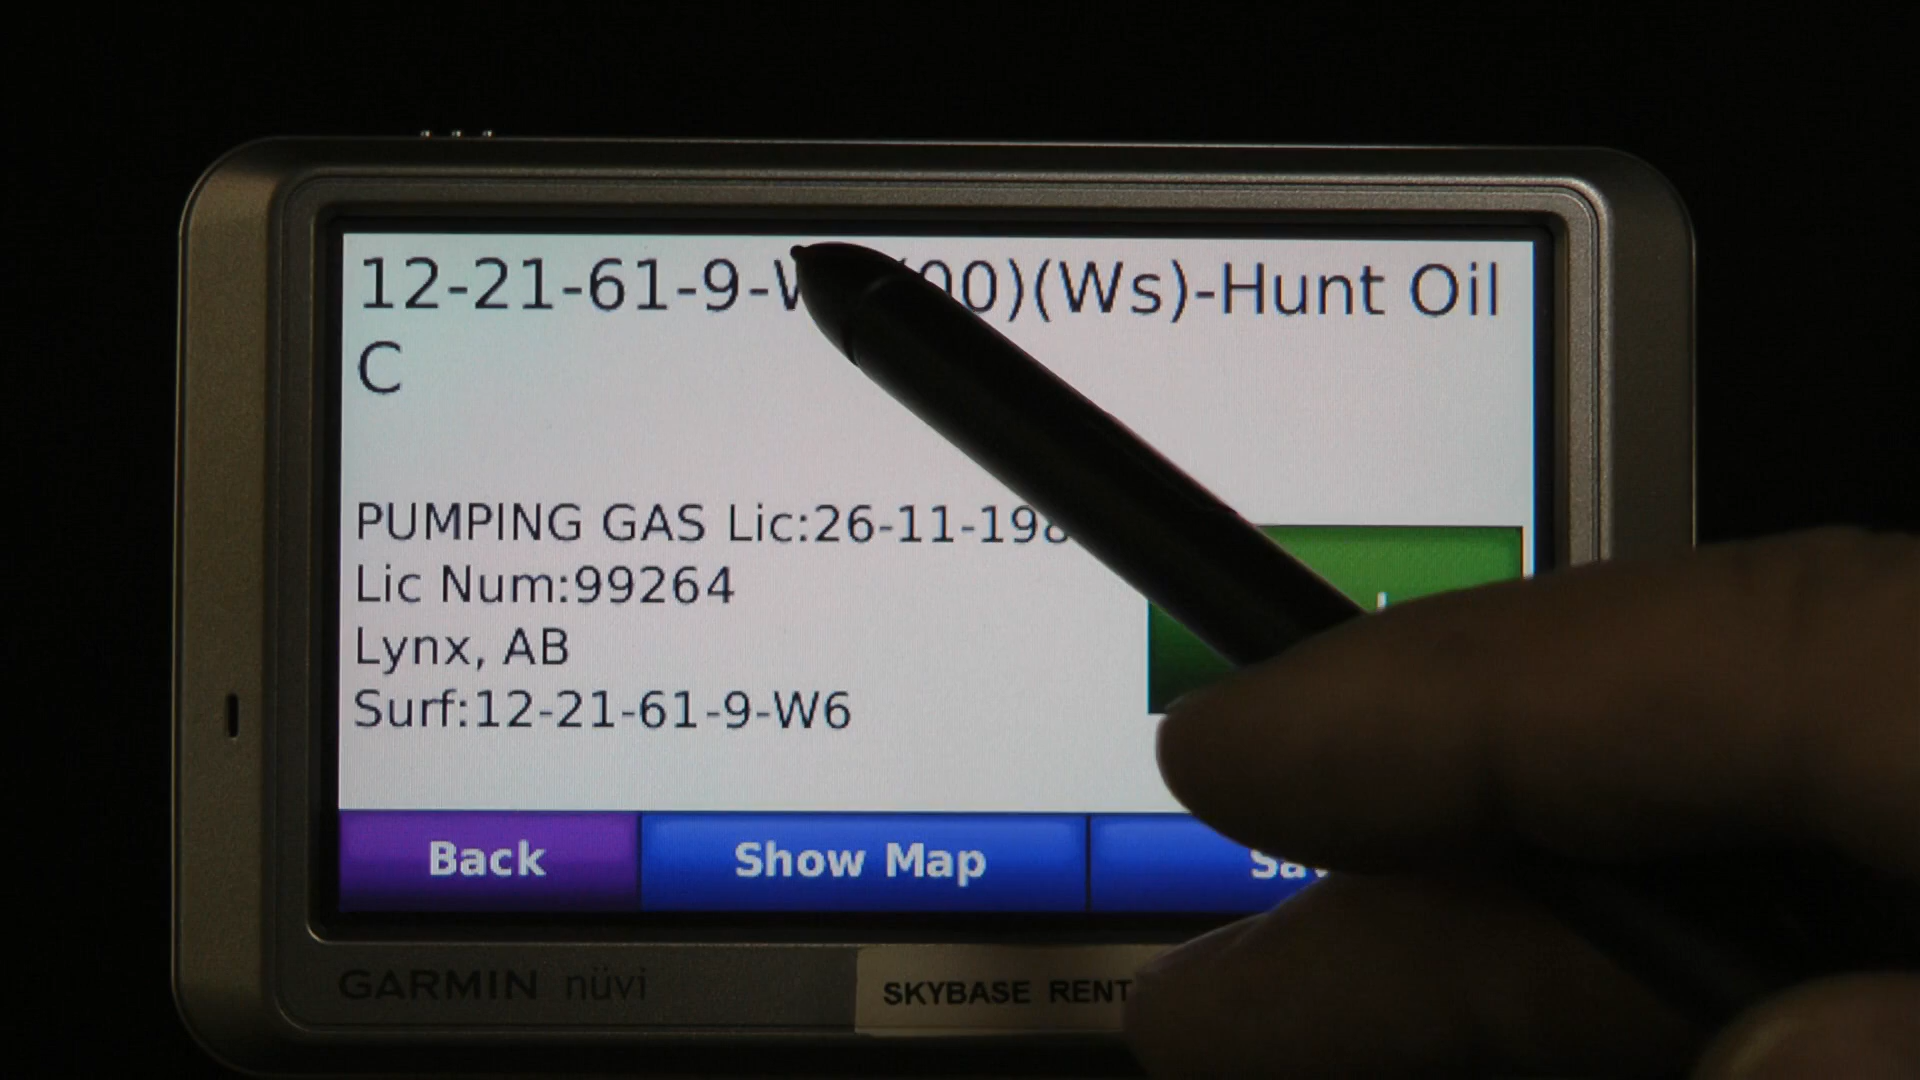 12-21-61-9-W (00)(Ws)-Hunt Oil
C
PUMPING GAS Lic:26-11-198
Lic Num:99264
Lynx, AB
Surf:12-21-61-9-W6
Back
Show Map
GARMIN nüvi
SKYBASE RENT